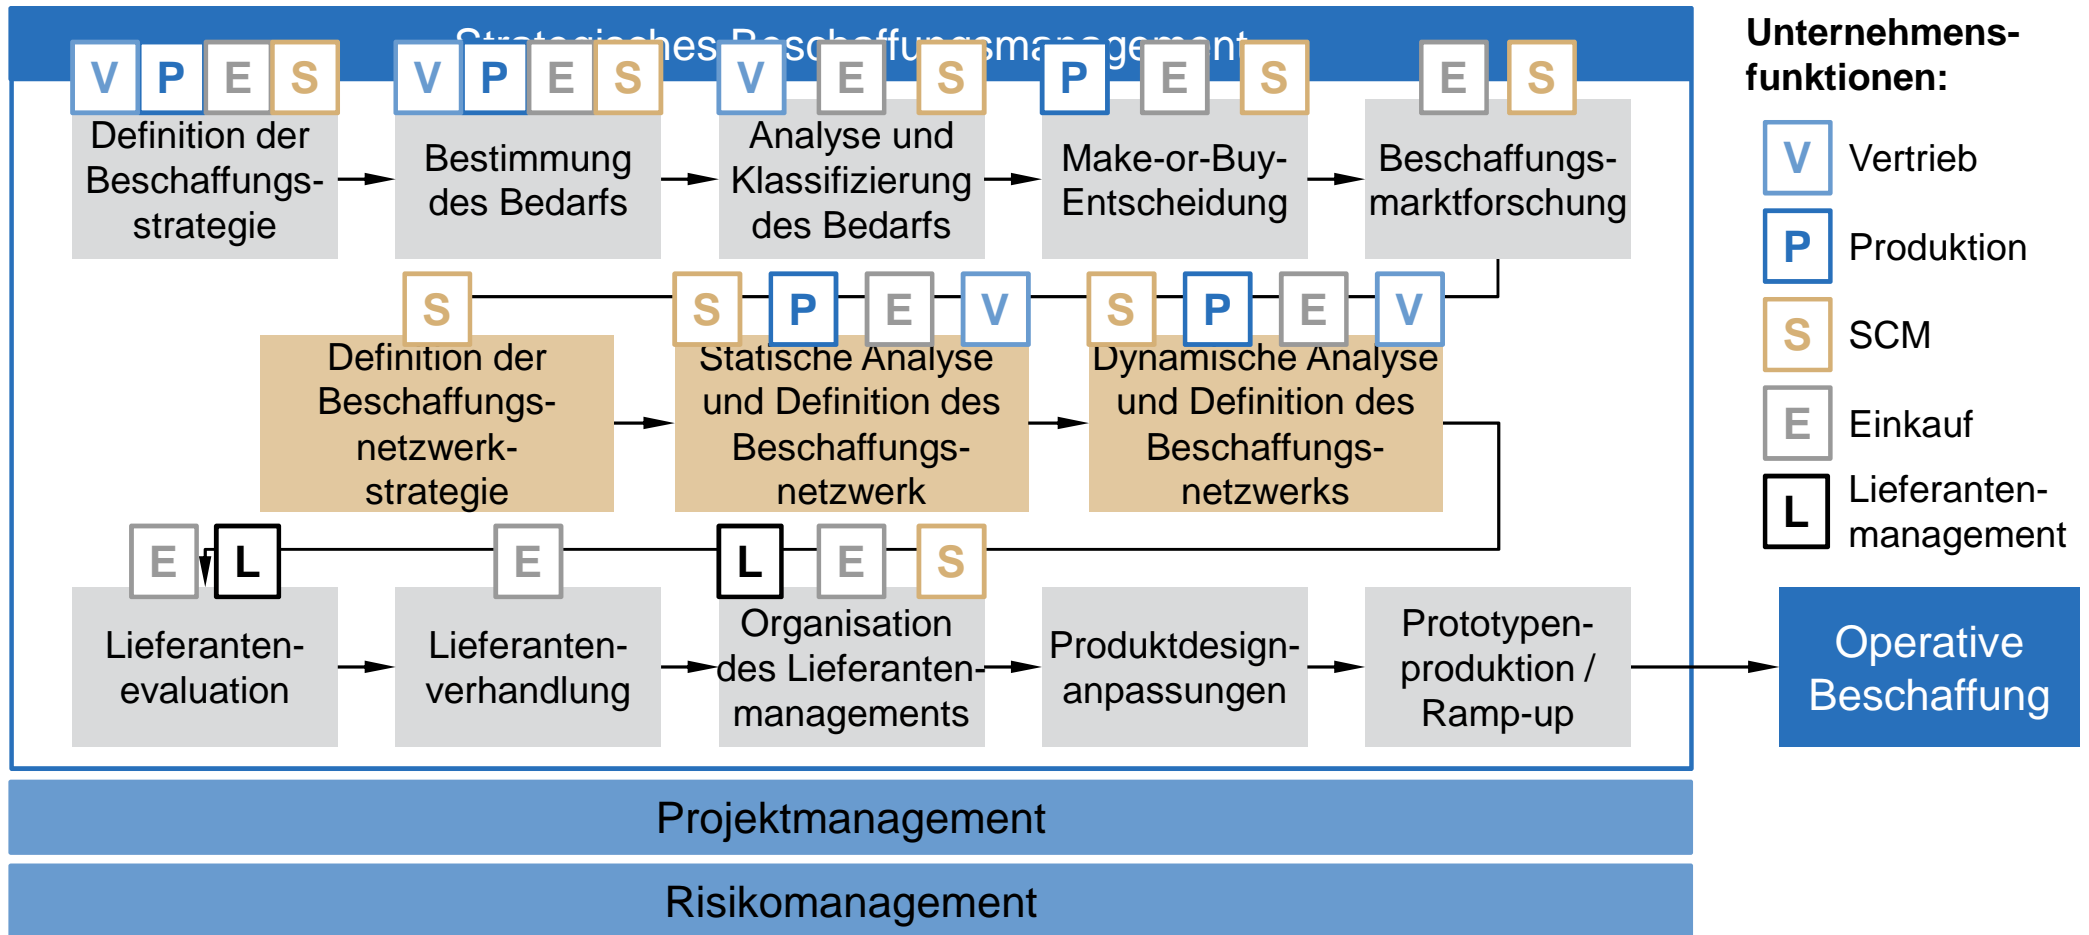 Strategisches Beschaffungsmanagement
V P E S
V P E S
V E S
P E S
E S
Definition der
Beschaffungs-
strategie
Bestimmung
des Bedarfs
Analyse und
Klassifizierung
des Bedarfs
Make-or-Buy-
Entscheidung
Beschaffungs-
marktforschung
S
S P E V
S P E V
Definition der
Beschaffungs-
netzwerk-
strategie
Statische Analyse
und Definition des
Beschaffungs-
netzwerk
Dynamische Analyse
und Definition des
Beschaffungs-
netzwerks
E L
E
L E S
Lieferanten-
evaluation
Lieferanten-
verhandlung
Organisation
des Lieferanten-
managements
Produktdesign-
anpassungen
Prototypen-
produktion /
Ramp-up
Operative
Beschaffung
Projektmanagement
Risikomanagement
Unternehmens-
funktionen:
V Vertrieb
P Produktion
S SCM
E Einkauf
L Lieferanten-
management